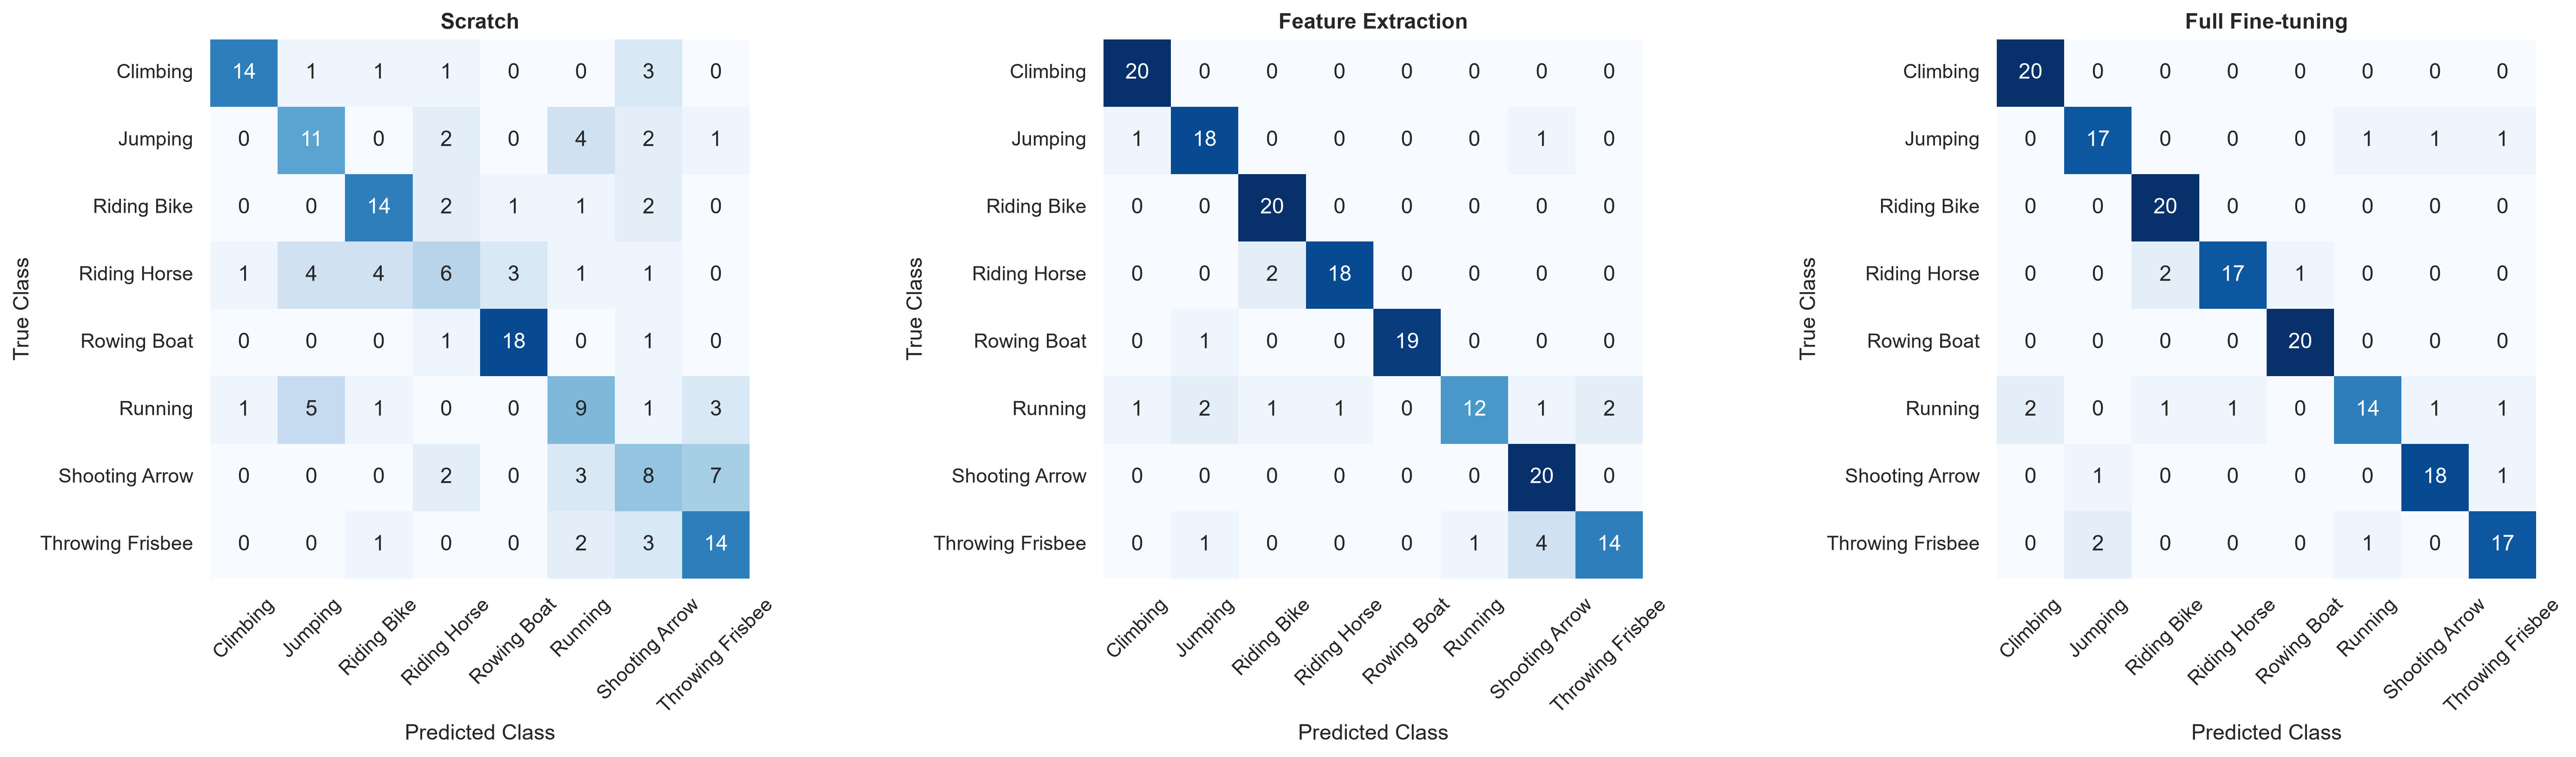 Scratch
True Class
Climbing 14 1 1 1 0 0 3 0
Jumping 0 11 0 2 0 4 2 1
Riding Bike 0 0 14 2 1 1 2 0
Riding Horse 1 4 4 6 3 1 1 0
Rowing Boat 0 0 0 1 18 0 1 0
Running 1 5 1 0 0 9 1 3
Shooting Arrow 0 0 0 2 0 3 8 7
Throwing Frisbee 0 0 1 0 0 2 3 14
Climbing Jumping Riding Bike Riding Horse Rowing Boat Running Shooting Arrow Throwing Frisbee
Predicted Class
Feature Extraction
True Class
Climbing 20 0 0 0 0 0 0 0
Jumping 1 18 0 0 0 0 1 0
Riding Bike 0 0 20 0 0 0 0 0
Riding Horse 0 0 2 18 0 0 0 0
Rowing Boat 0 1 0 0 19 0 0 0
Running 1 2 1 1 0 12 1 2
Shooting Arrow 0 0 0 0 0 0 20 0
Throwing Frisbee 0 1 0 0 0 1 4 14
Climbing Jumping Riding Bike Riding Horse Rowing Boat Running Shooting Arrow Throwing Frisbee
Predicted Class
Full Fine-tuning
True Class
Climbing 20 0 0 0 0 0 0 0
Jumping 0 17 0 0 0 1 1 1
Riding Bike 0 0 20 0 0 0 0 0
Riding Horse 0 0 2 17 1 0 0 0
Rowing Boat 0 0 0 0 20 0 0 0
Running 2 0 1 1 0 14 1 1
Shooting Arrow 0 1 0 0 0 0 18 1
Throwing Frisbee 0 2 0 0 0 1 0 17
Climbing Jumping Riding Bike Riding Horse Rowing Boat Running Shooting Arrow Throwing Frisbee
Predicted Class